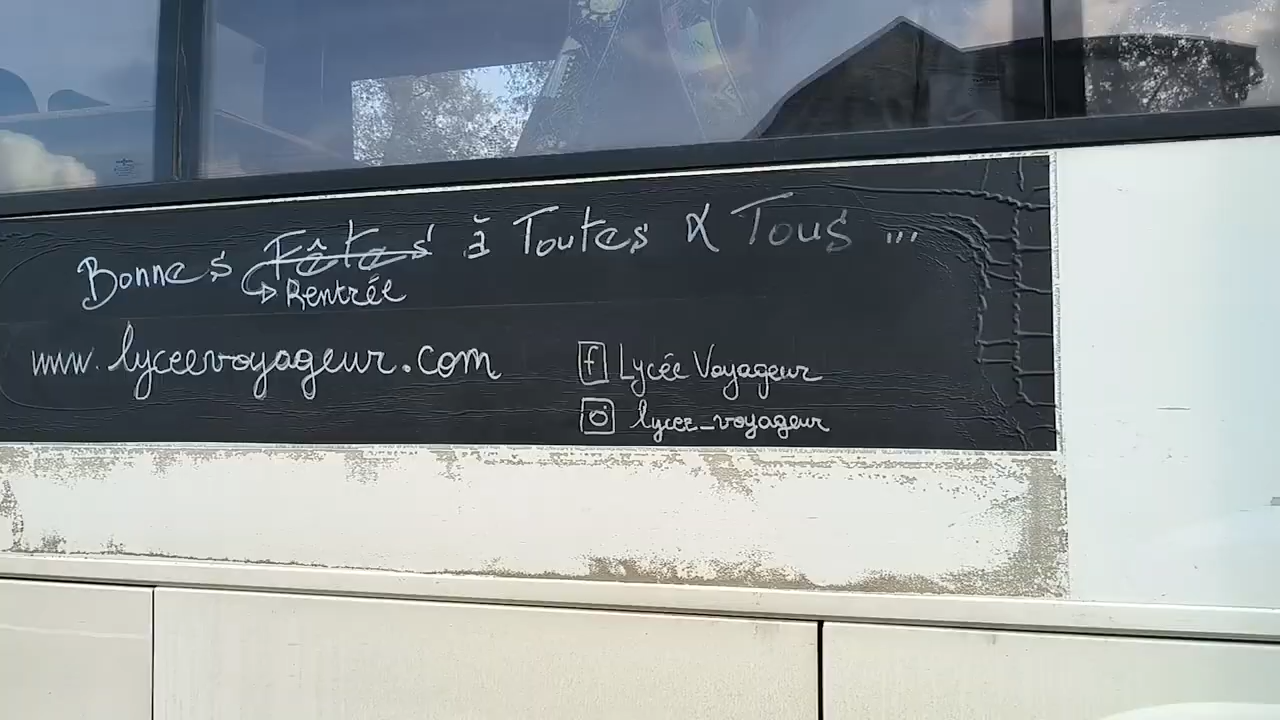 Bonnes Fêtes à Toutes & Tous ...
Rentrée
www.lyceevoyageur.com
f Lycée Voyageur
lycee_voyageur